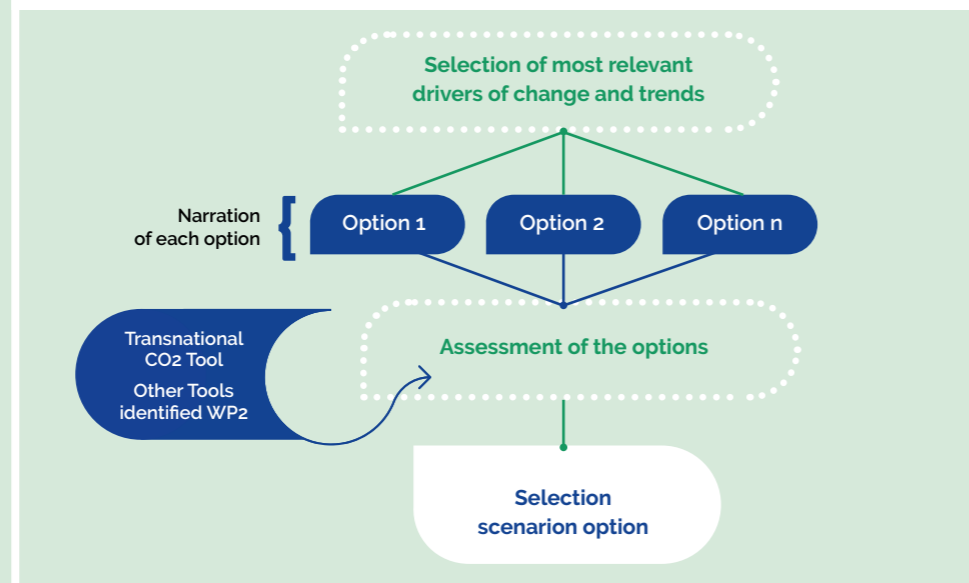 Selection of most relevant
drivers of change and trends
Narration
of each option
Option 1
Option 2
Option n
Transnational
CO2 Tool
Other Tools
identified WP2
Assessment of the options
Selection
scenarion option